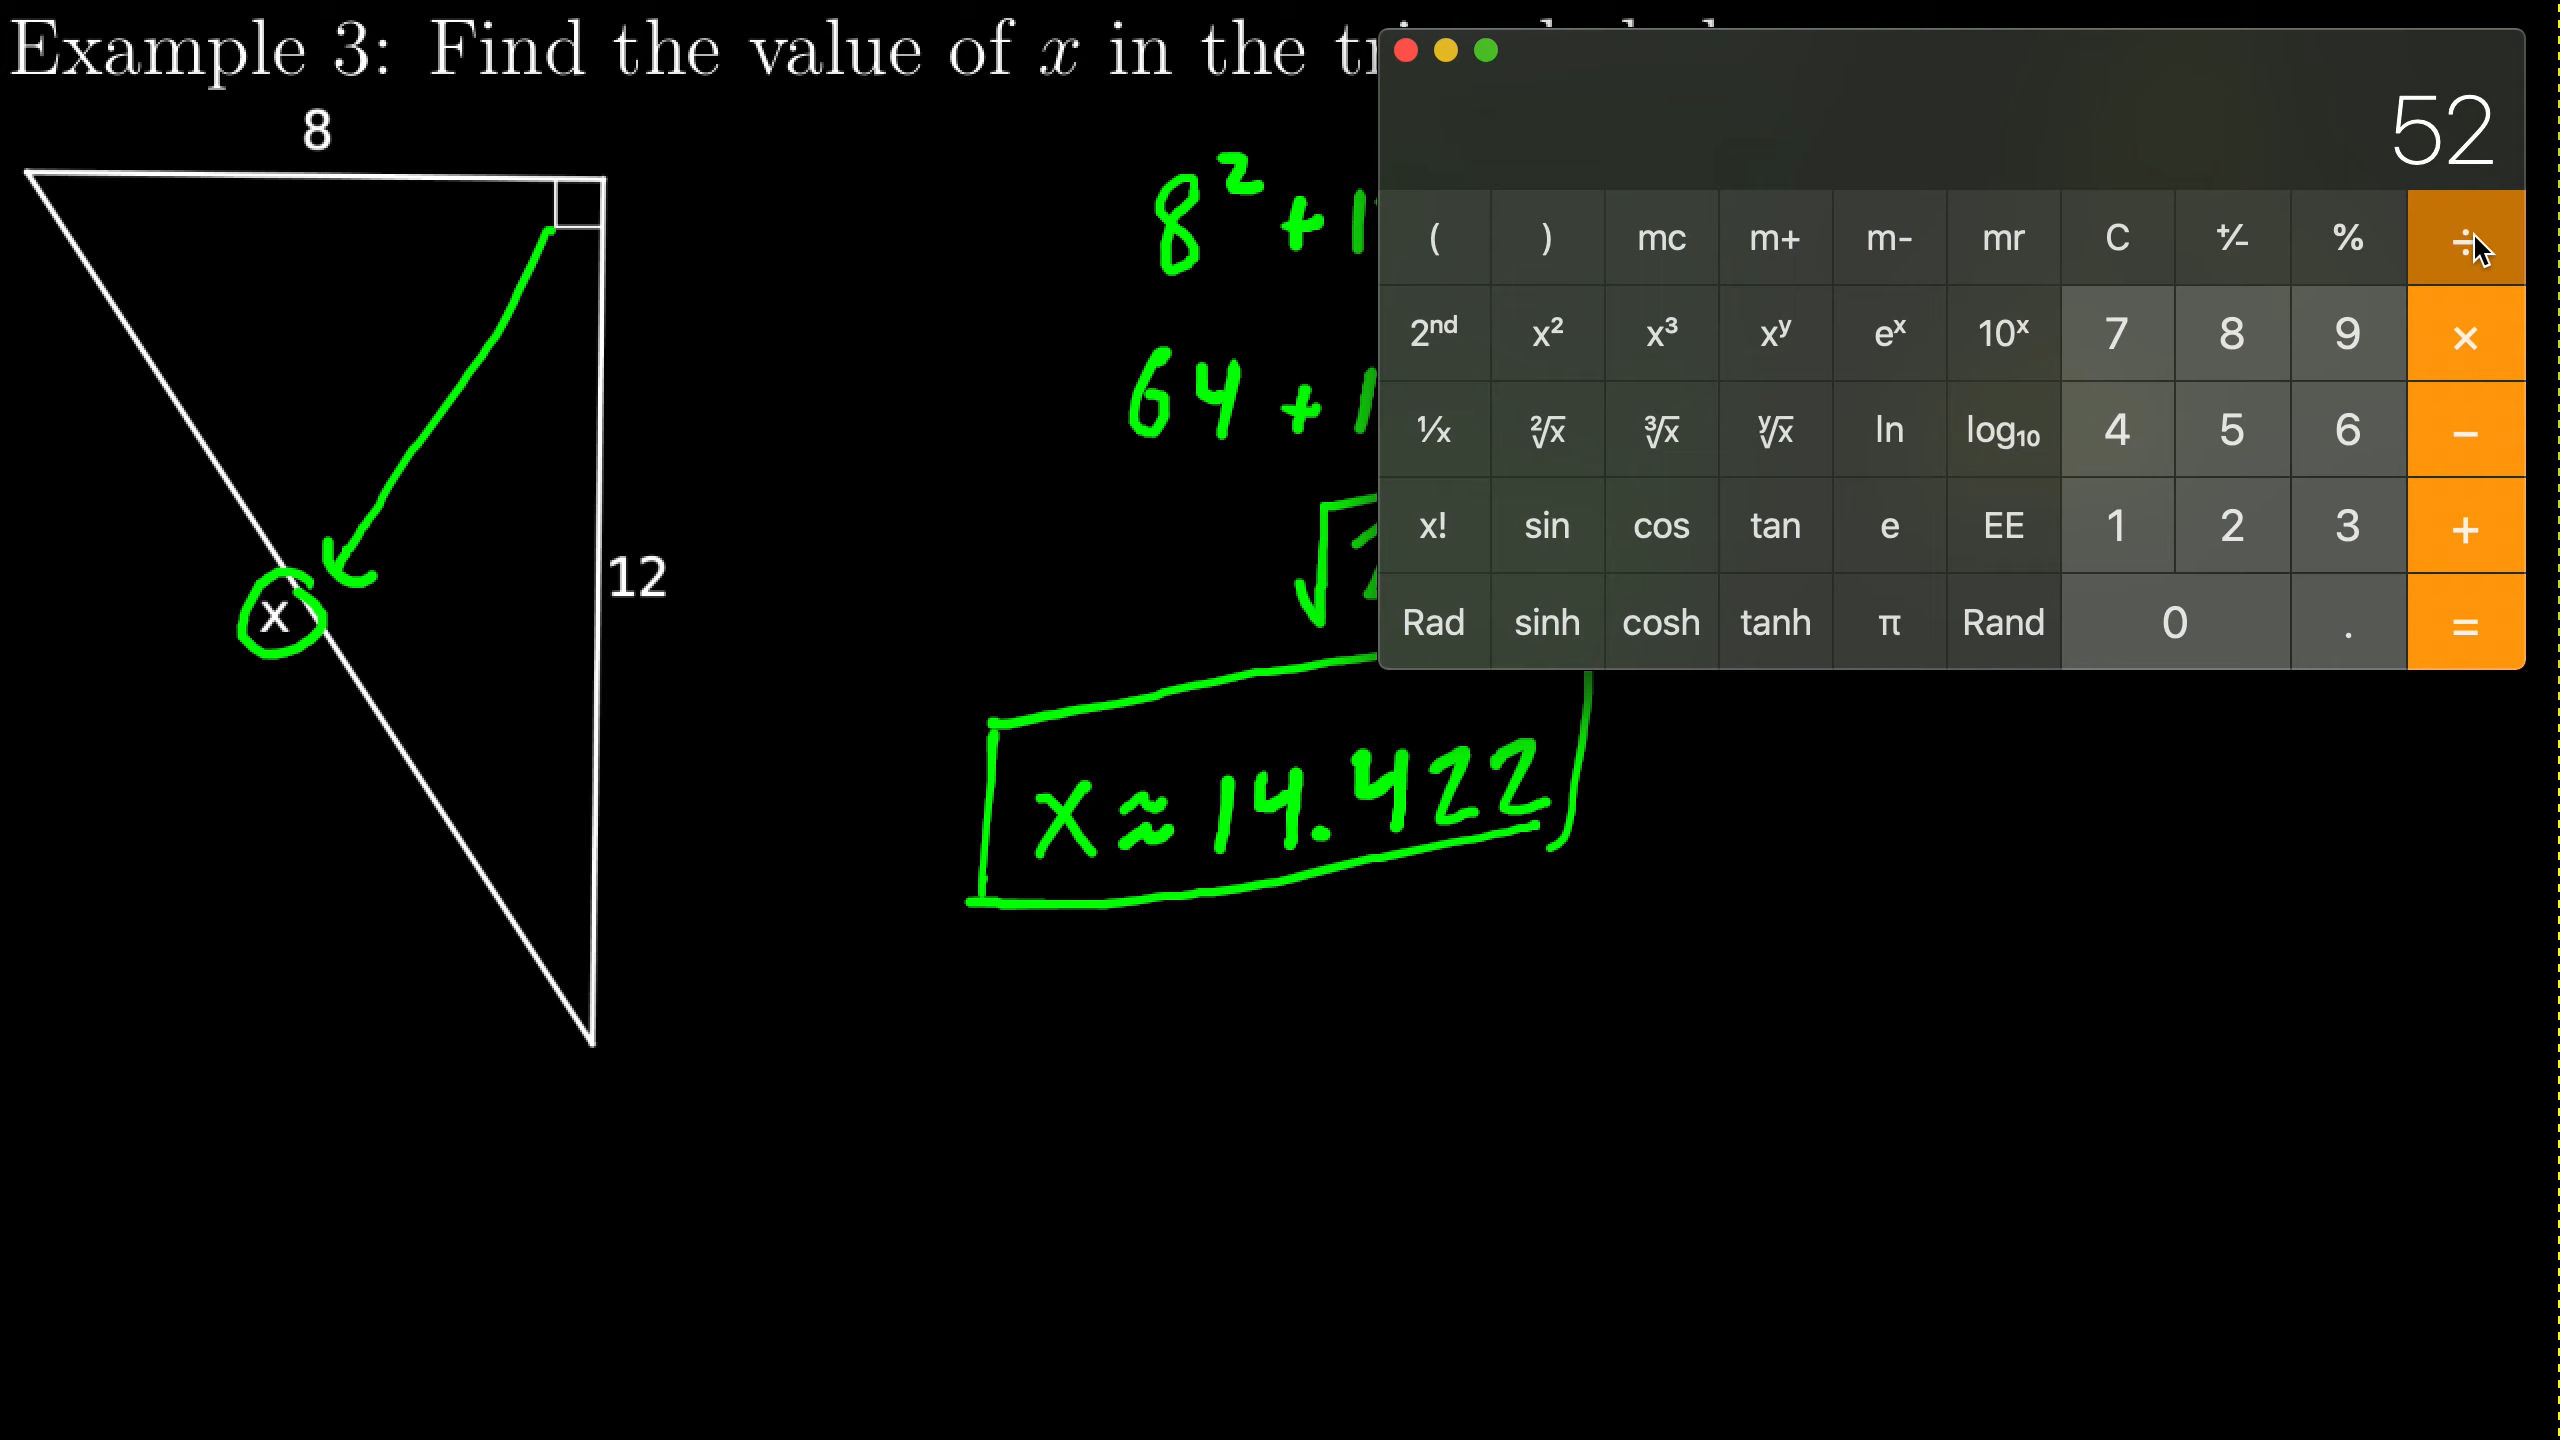 Example 3: Find the value of x in the
8
12
x
8² + 1
64 + 1
√
x ≈ 14.422
52
( ) mc m+ m- mr C ⁺⁄₋ % ÷
2ⁿᵈ x² x³ xʸ eˣ 10ˣ 7 8 9 ×
¹⁄x ²√x ³√x ʸ√x ln log₁₀ 4 5 6 −
x! sin cos tan e EE 1 2 3 +
Rad sinh cosh tanh π Rand 0 . =